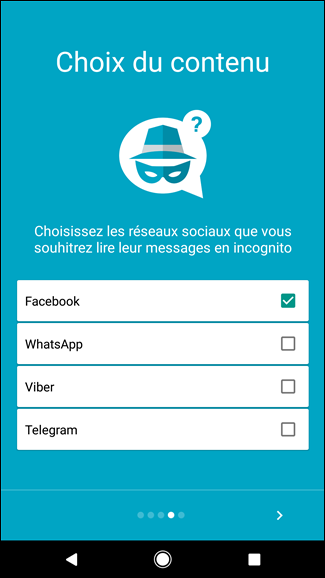 Choix du contenu
?
Choisissez les réseaux sociaux que vous
souhitrez lire leur messages en incognito
Facebook
WhatsApp
Viber
Telegram